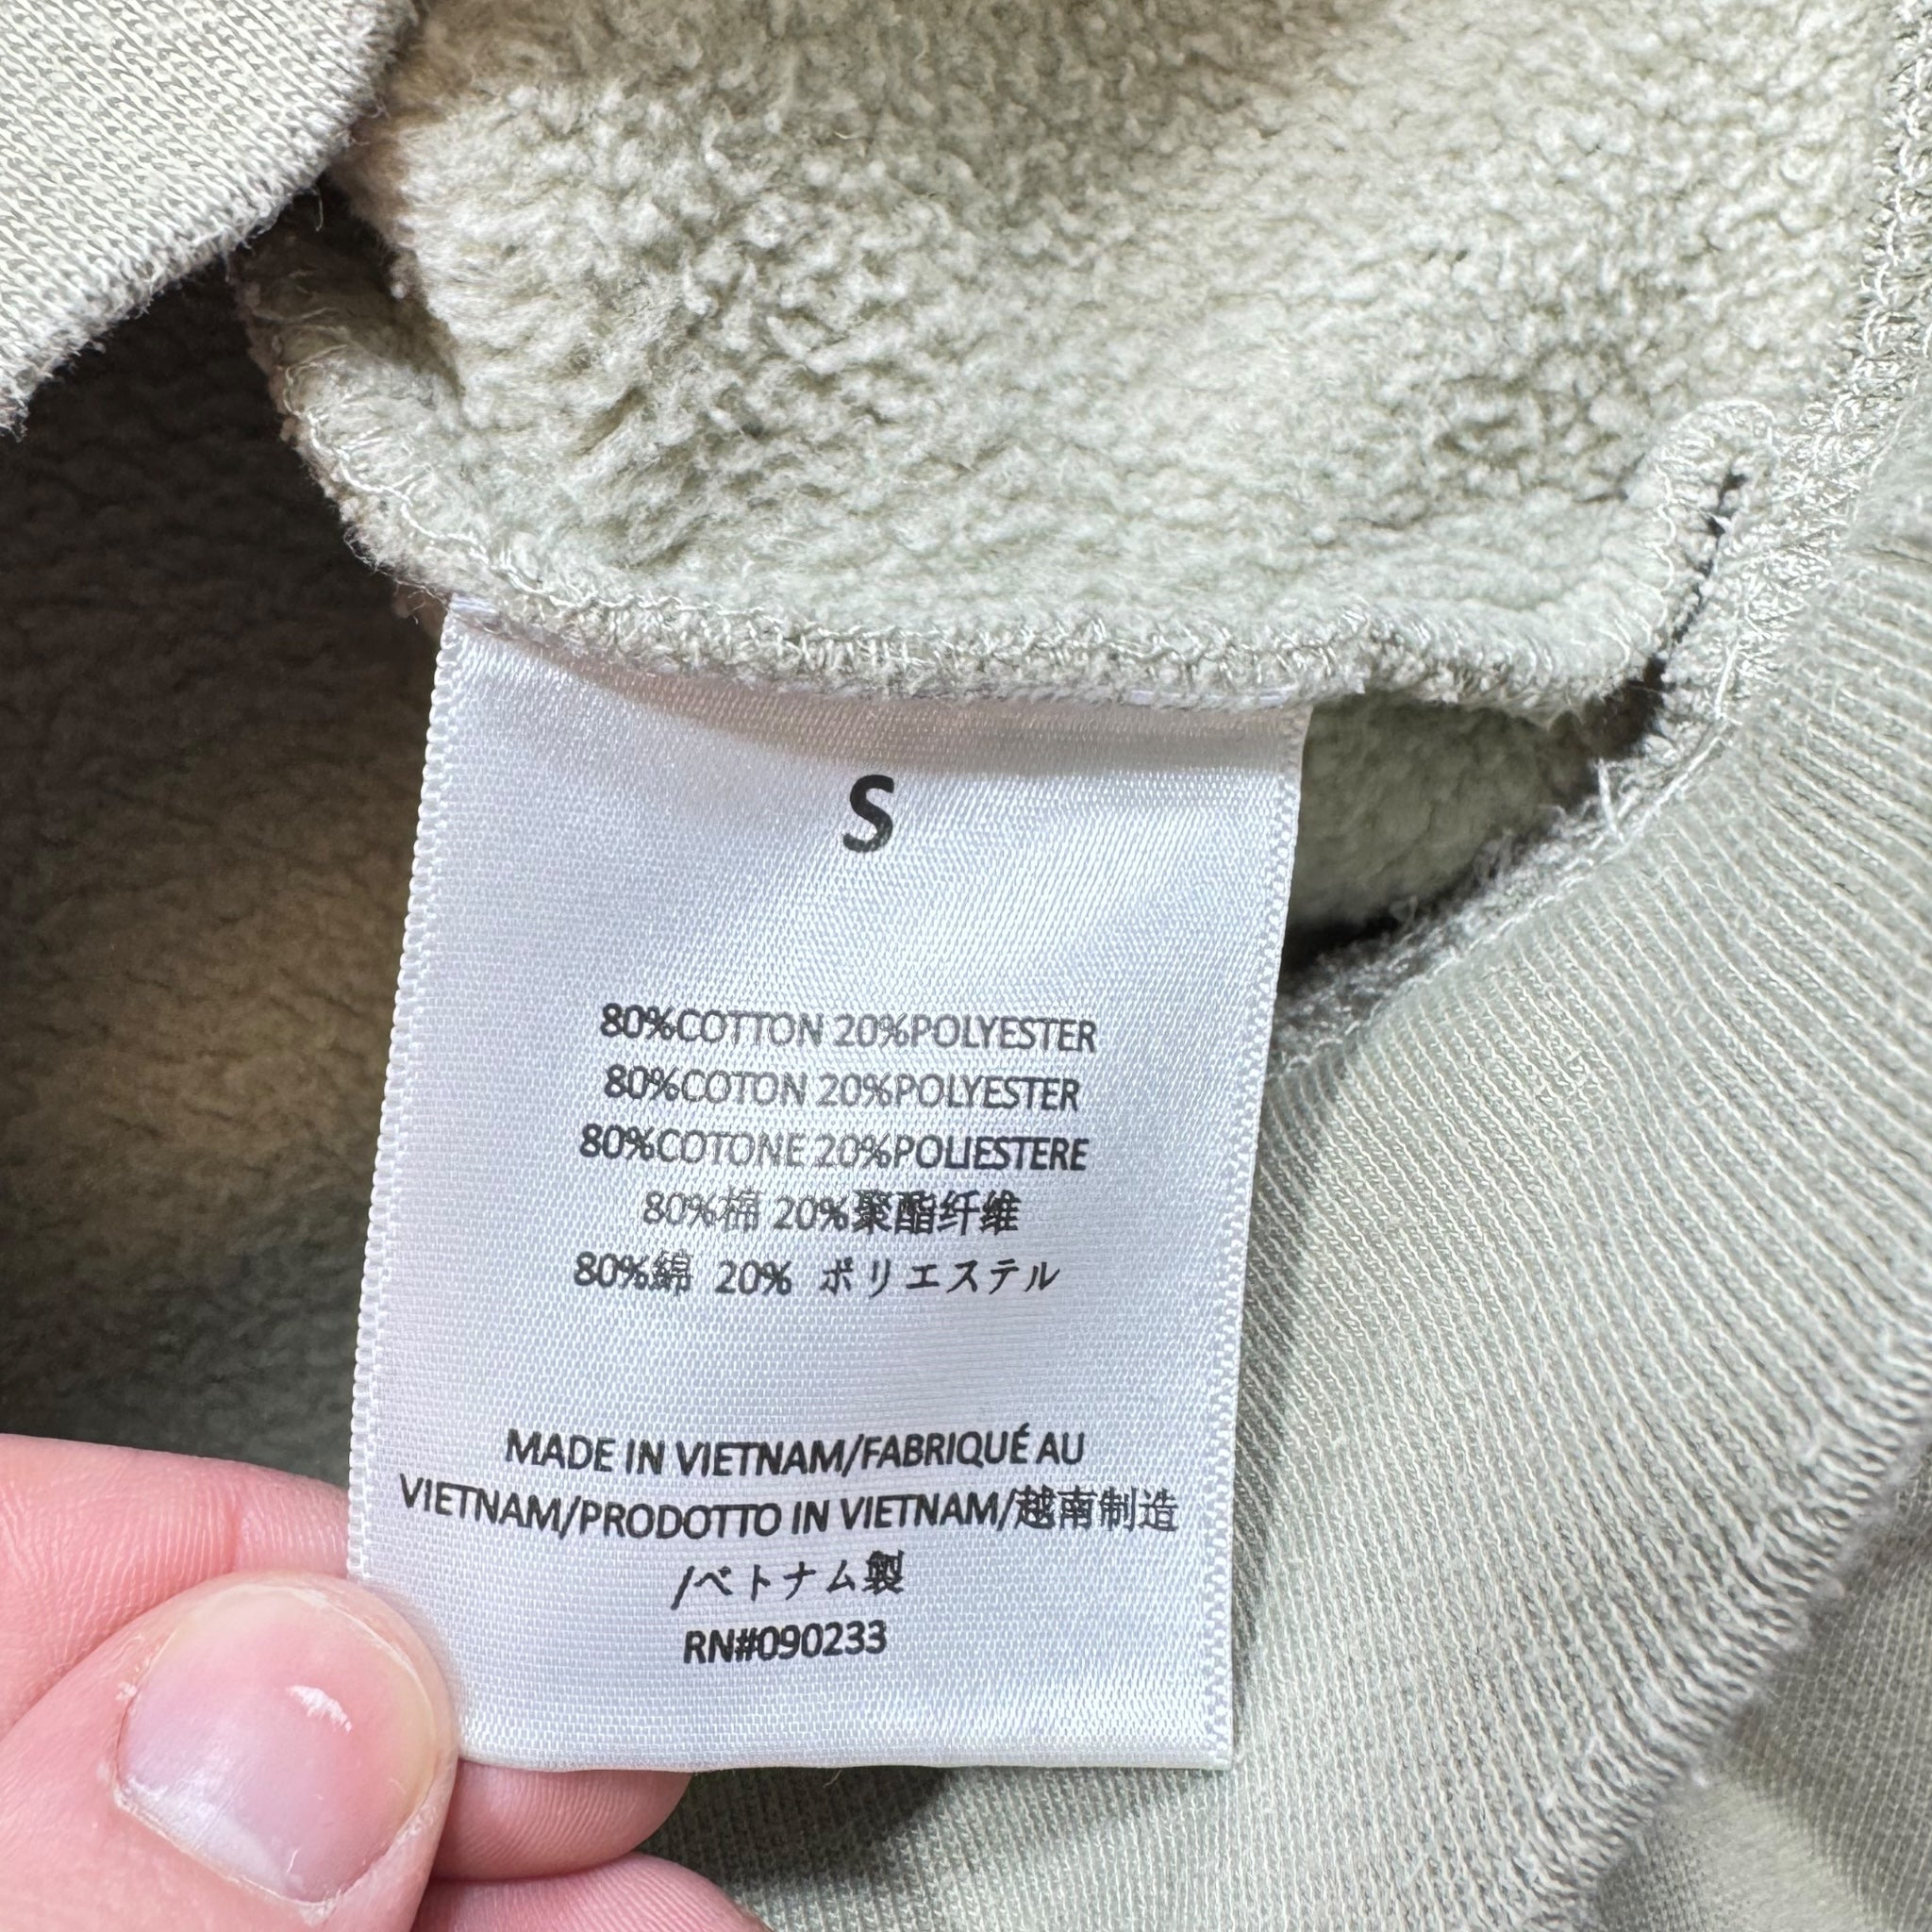 S
80%COTTON 20%POLYESTER
80%COTON 20%POLYESTER
80%COTONE 20%POLIESTERE
80%棉 20%聚酯纤维
80%綿 20% ポリエステル
MADE IN VIETNAM/FABRIQUÉ AU
VIETNAM/PRODOTTO IN VIETNAM/越南制造
/ベトナム製
RN#090233